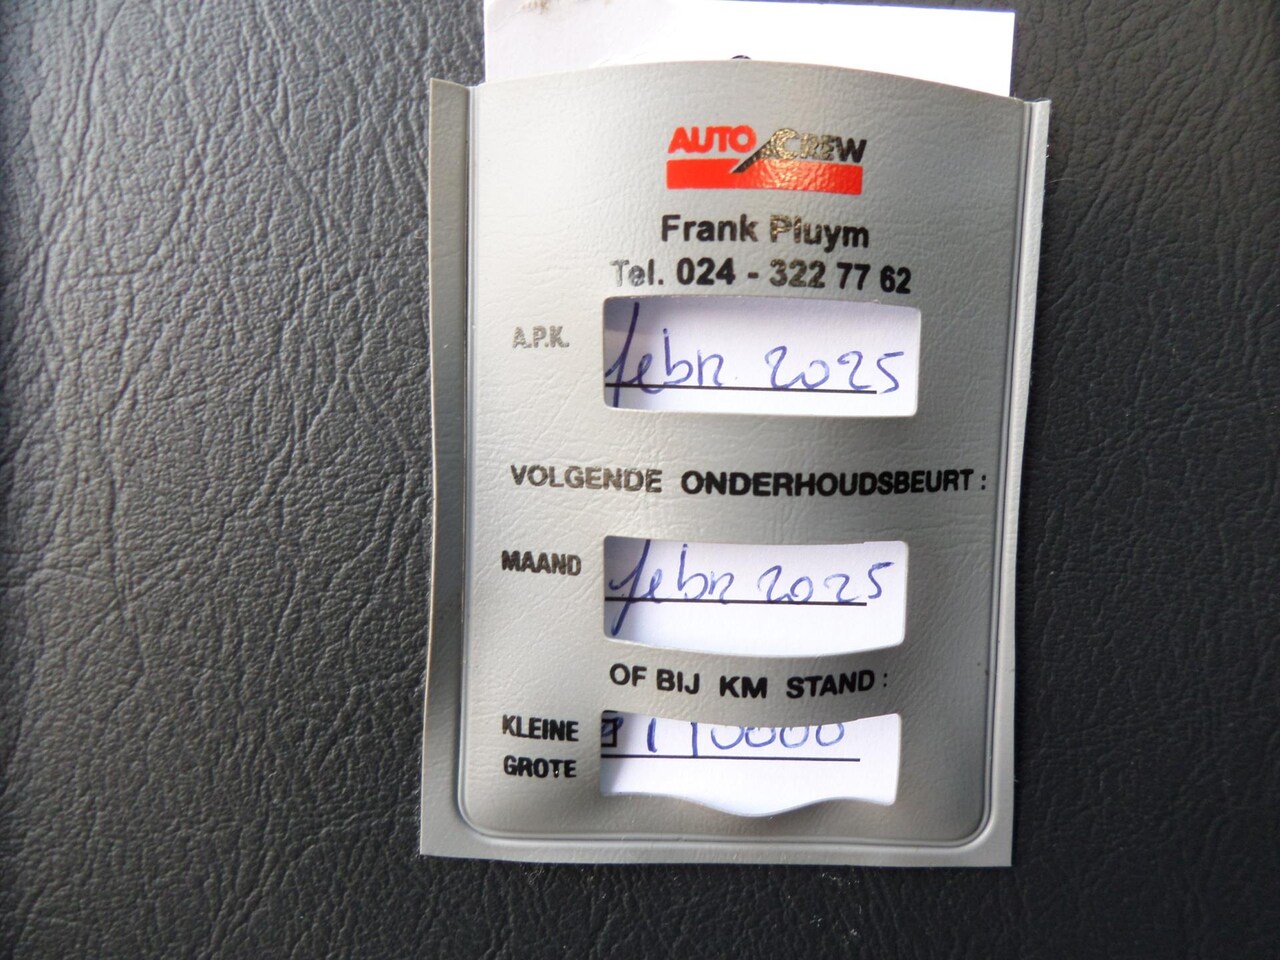 AUTO CREW
Frank Pluym
Tel. 024 - 322 77 62
A.P.K. febr. 2025
VOLGENDE ONDERHOUDSBEURT :
MAAND febr 2025
OF BIJ KM STAND :
KLEINE
GROTE